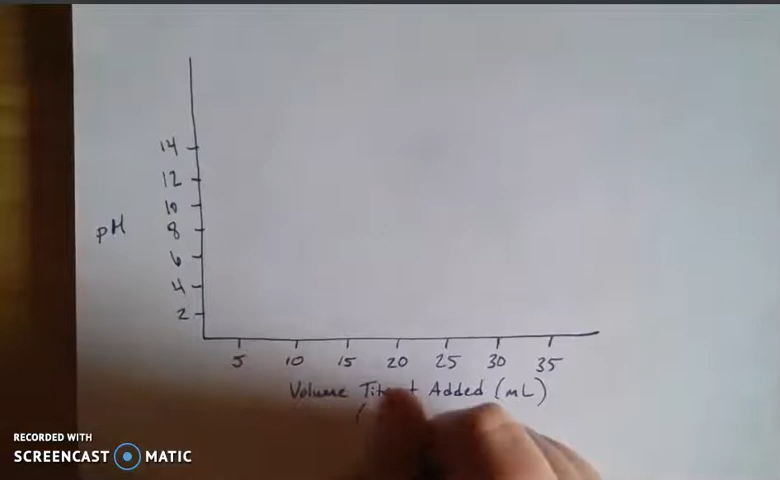 14
12
10
pH
8
6
4
2
5 10 15 20 25 30 35
Volume Added (mL)
(
RECORDED WITH
SCREENCAST MATIC